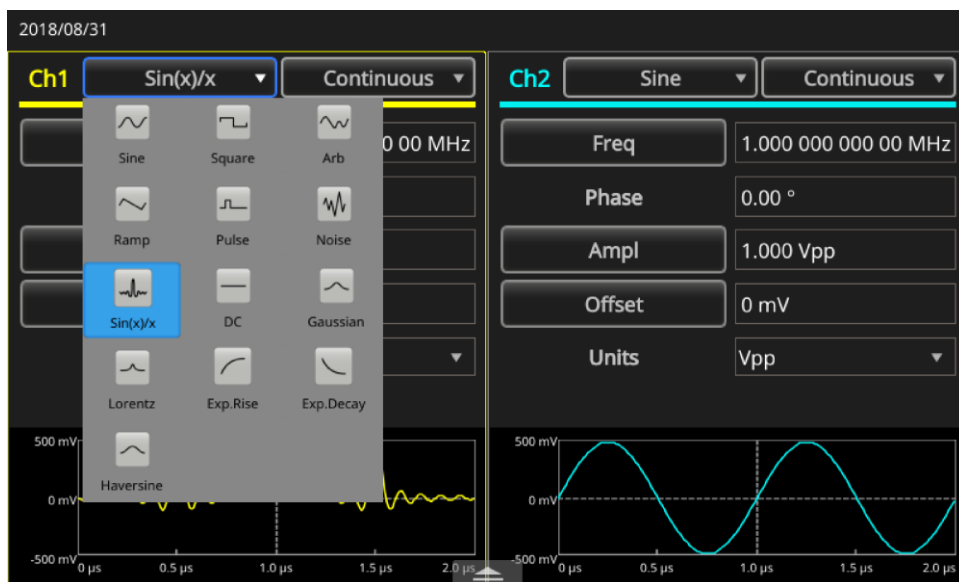 2018/08/31
Ch1 Sin(x)/x Continuous
Ch2 Sine Continuous
Sine Square Arb
0 00 MHz
Freq 1.000 000 000 00 MHz
Ramp Pulse Noise
Phase 0.00 °
Ampl 1.000 Vpp
Sin(x)/x DC Gaussian
Offset 0 mV
Units Vpp
Lorentz Exp.Rise Exp.Decay
Haversine
500 mV
0 mV
-500 mV
0 µs 0.5 µs 1.0 µs 1.5 µs 2.0 µs
500 mV
0 mV
-500 mV
0 µs 0.5 µs 1.0 µs 1.5 µs 2.0 µs